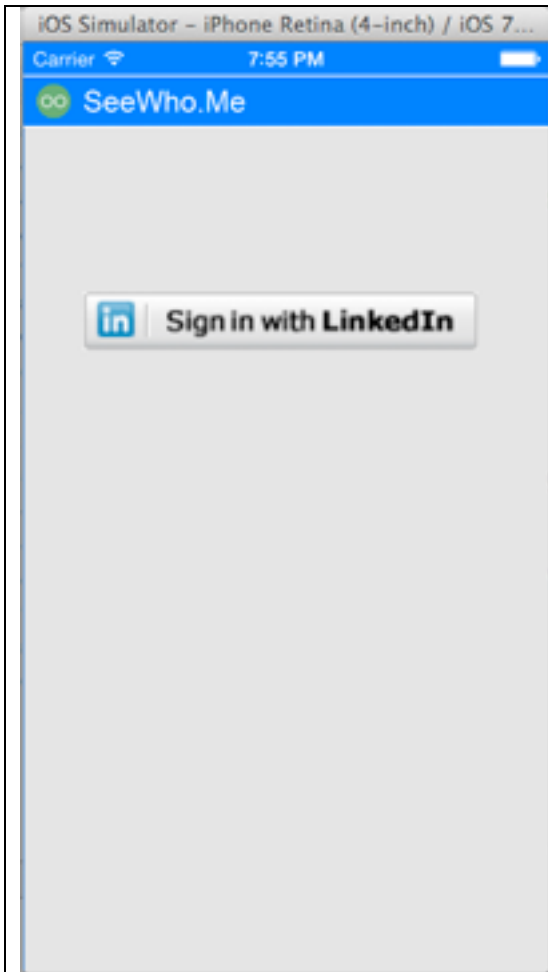 iOS Simulator – iPhone Retina (4-inch) / iOS 7...
Carrier 7:55 PM
SeeWho.Me
in Sign in with LinkedIn